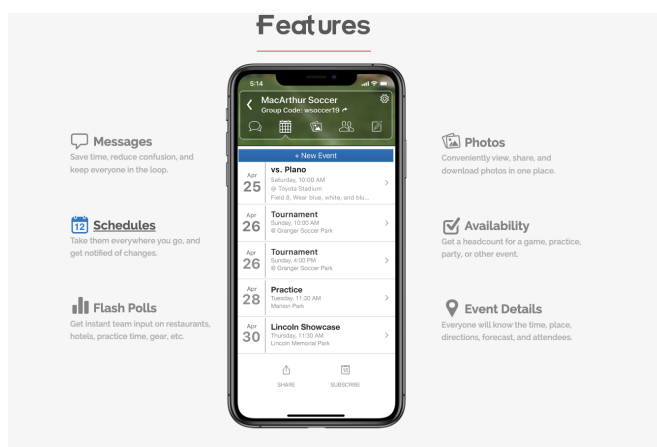 Features
Messages
Save time, reduce confusion, and
keep everyone in the loop.
12
Schedules
Take them everywhere you go, and
get notified of changes.
Flash Polls
Get instant team input on restaurants,
hotels, practice time, gear, etc.
5:14
MacArthur Soccer
Group Code: wsoccer19
+ New Event
Apr
25
vs. Plano
Saturday, 10:00 AM
@ Toyota Stadium
Field 8, Wear blue, white, and blu...
Apr
26
Tournament
Sunday, 10:00 AM
@ Granger Soccer Park
Apr
26
Tournament
Sunday, 4:00 PM
@ Granger Soccer Park
Apr
28
Practice
Tuesday, 11:30 AM
Marion Park
Apr
30
Lincoln Showcase
Thursday, 11:30 AM
Lincoln Memorial Park
SHARE
SUBSCRIBE
Photos
Conveniently view, share, and
download photos in one place.
Availability
Get a headcount for a game, practice,
party, or other event.
Event Details
Everyone will know the time, place,
directions, forecast, and attendees.